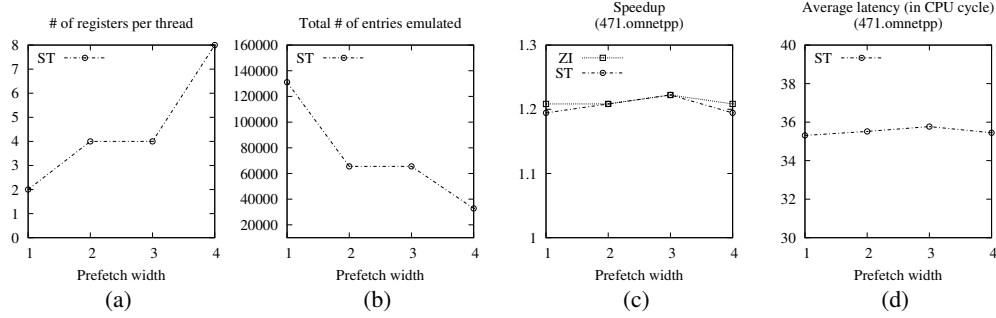 # of registers per thread
8
7
6
5
4
3
2
1
0
ST
1 2 3 4
Prefetch width
(a)
Total # of entries emulated
160000
140000
120000
100000
80000
60000
40000
20000
ST
1 2 3 4
Prefetch width
(b)
Speedup
(471.omnetpp)
1.3
1.2
1.1
1
ZI
ST
1 2 3 4
Prefetch width
(c)
Average latency (in CPU cycle)
(471.omnetpp)
40
38
36
34
32
30
ST
1 2 3 4
Prefetch width
(d)